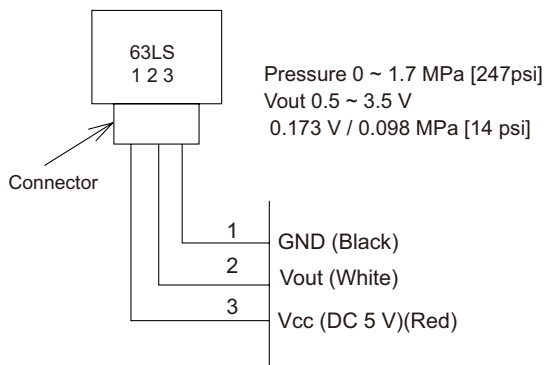 63LS
1 2 3
Pressure 0 ~ 1.7 MPa [247psi]
Vout 0.5 ~ 3.5 V
0.173 V / 0.098 MPa [14 psi]
Connector
1
GND (Black)
2
Vout (White)
3
Vcc (DC 5 V)(Red)